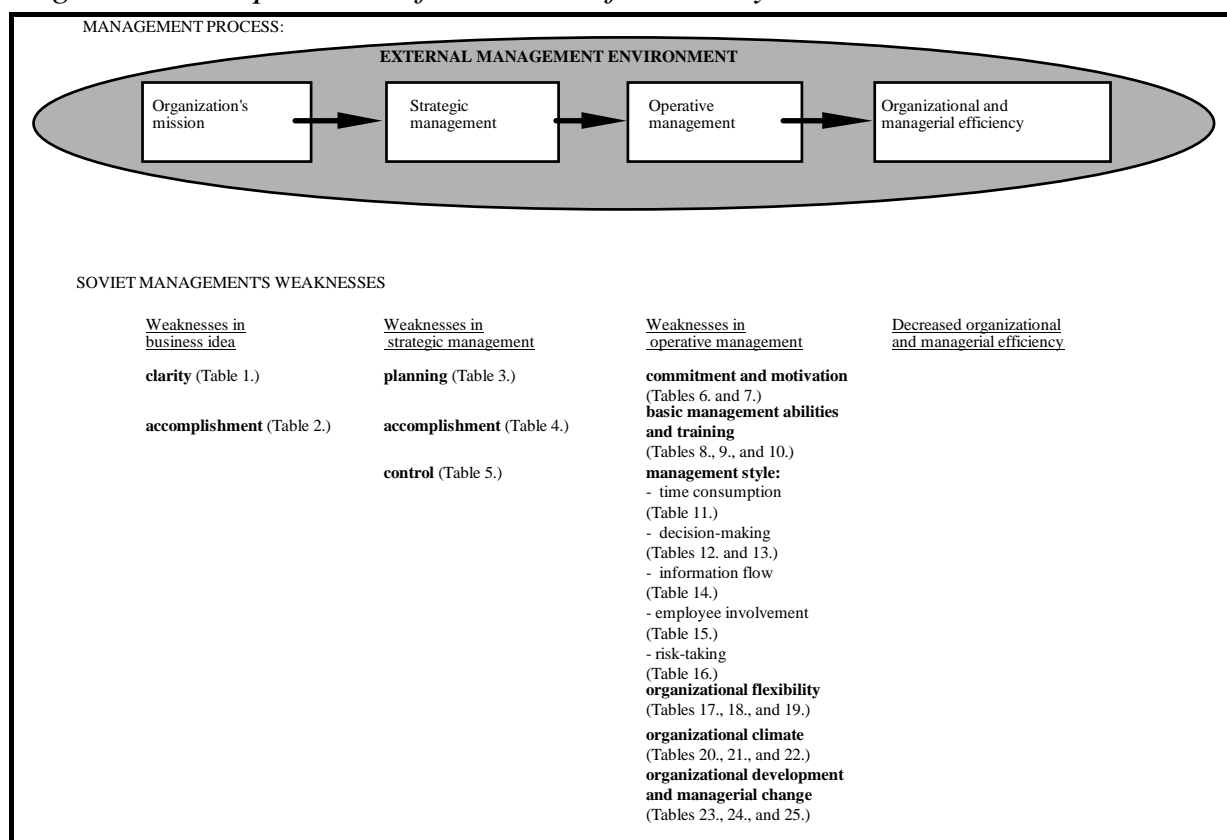 MANAGEMENT PROCESS:
EXTERNAL MANAGEMENT ENVIRONMENT
Organization's
mission
Strategic
management
Operative
management
Organizational and
managerial efficiency
SOVIET MANAGEMENT'S WEAKNESSES
Weaknesses in
business idea
clarity (Table 1.)
accomplishment (Table 2.)
Weaknesses in
strategic management
planning (Table 3.)
accomplishment (Table 4.)
control (Table 5.)
Weaknesses in
operative management
commitment and motivation
(Tables 6. and 7.)
basic management abilities
and training
(Tables 8., 9., and 10.)
management style:
- time consumption
(Table 11.)
- decision-making
(Tables 12. and 13.)
- information flow
(Table 14.)
- employee involvement
(Table 15.)
- risk-taking
(Table 16.)
organizational flexibility
(Tables 17., 18., and 19.)
organizational climate
(Tables 20., 21., and 22.)
organizational development
and managerial change
(Tables 23., 24., and 25.)
Decreased organizational
and managerial efficiency